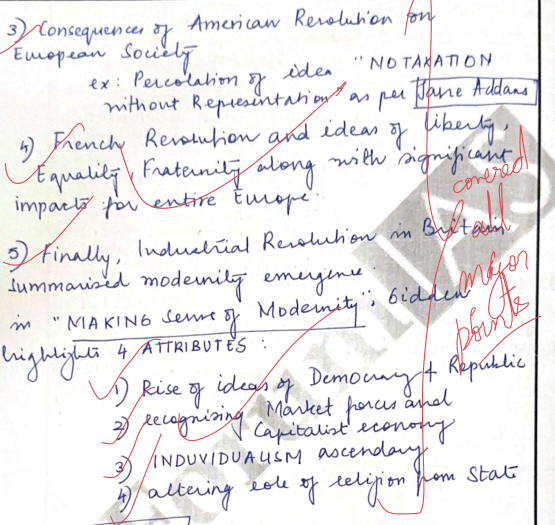 3) Consequences of American Revolution on
European Society
ex: Percolation of idea "NO TAXATION
without Representation" as per Jane Addams
4) French Revolution and ideas of liberty,
Equality, Fraternity along with significant
impacts for entire Europe.
5) Finally, Industrial Revolution in Britain
summarised modernity emergence.
in "MAKING sense of Modernity", Giddens
highlights 4 ATTRIBUTES :
1) Rise of ideas of Democracy & Republic
2) recognising Market forces and
Capitalist economy
3) INDUVIDUALISM ascendary
4) altering role of religion from State
covered
all
major
points
IAS